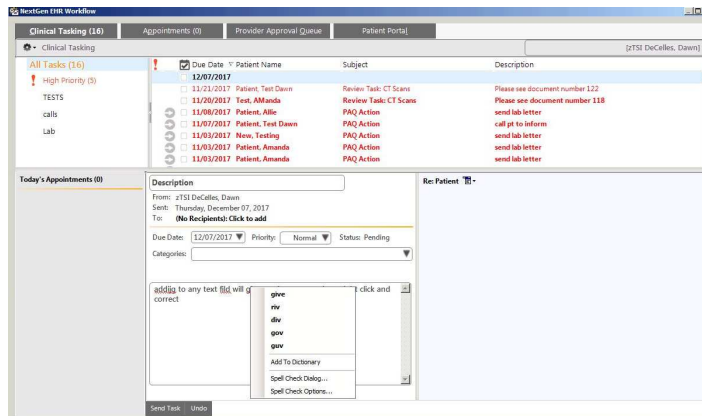 NextGen EHR Workflow
Clinical Tasking (16) Appointments (0) Provider Approval Queue Patient Portal
Clinical Tasking [zTSI DeCelles, Dawn]
All Tasks (16)
High Priority (5)
TESTS
calls
Lab
! Due Date Patient Name Subject Description
12/07/2017
11/21/2017 Patient, Test Dawn Review Task: CT Scans Please see document number 122
11/20/2017 Test, AManda Review Task: CT Scans Please see document number 118
11/08/2017 Patient, Allie PAQ Action send lab letter
11/07/2017 Patient, Test Dawn PAQ Action call pt to inform
11/03/2017 New, Testing PAQ Action send lab letter
11/03/2017 Patient, Amanda PAQ Action send lab letter
11/03/2017 Patient, Amanda PAQ Action send lab letter
Today's Appointments (0)
Description
From: zTSI DeCelles, Dawn
Sent: Thursday, December 07, 2017
To: (No Recipients): Click to add
Due Date: 12/07/2017 Priority: Normal Status: Pending
Categories:
addijg to any text fild will g t click and
correct
give
riv
div
gov
guv
Add To Dictionary
Spell Check Dialog...
Spell Check Options...
Send Task Undo
Re: Patient